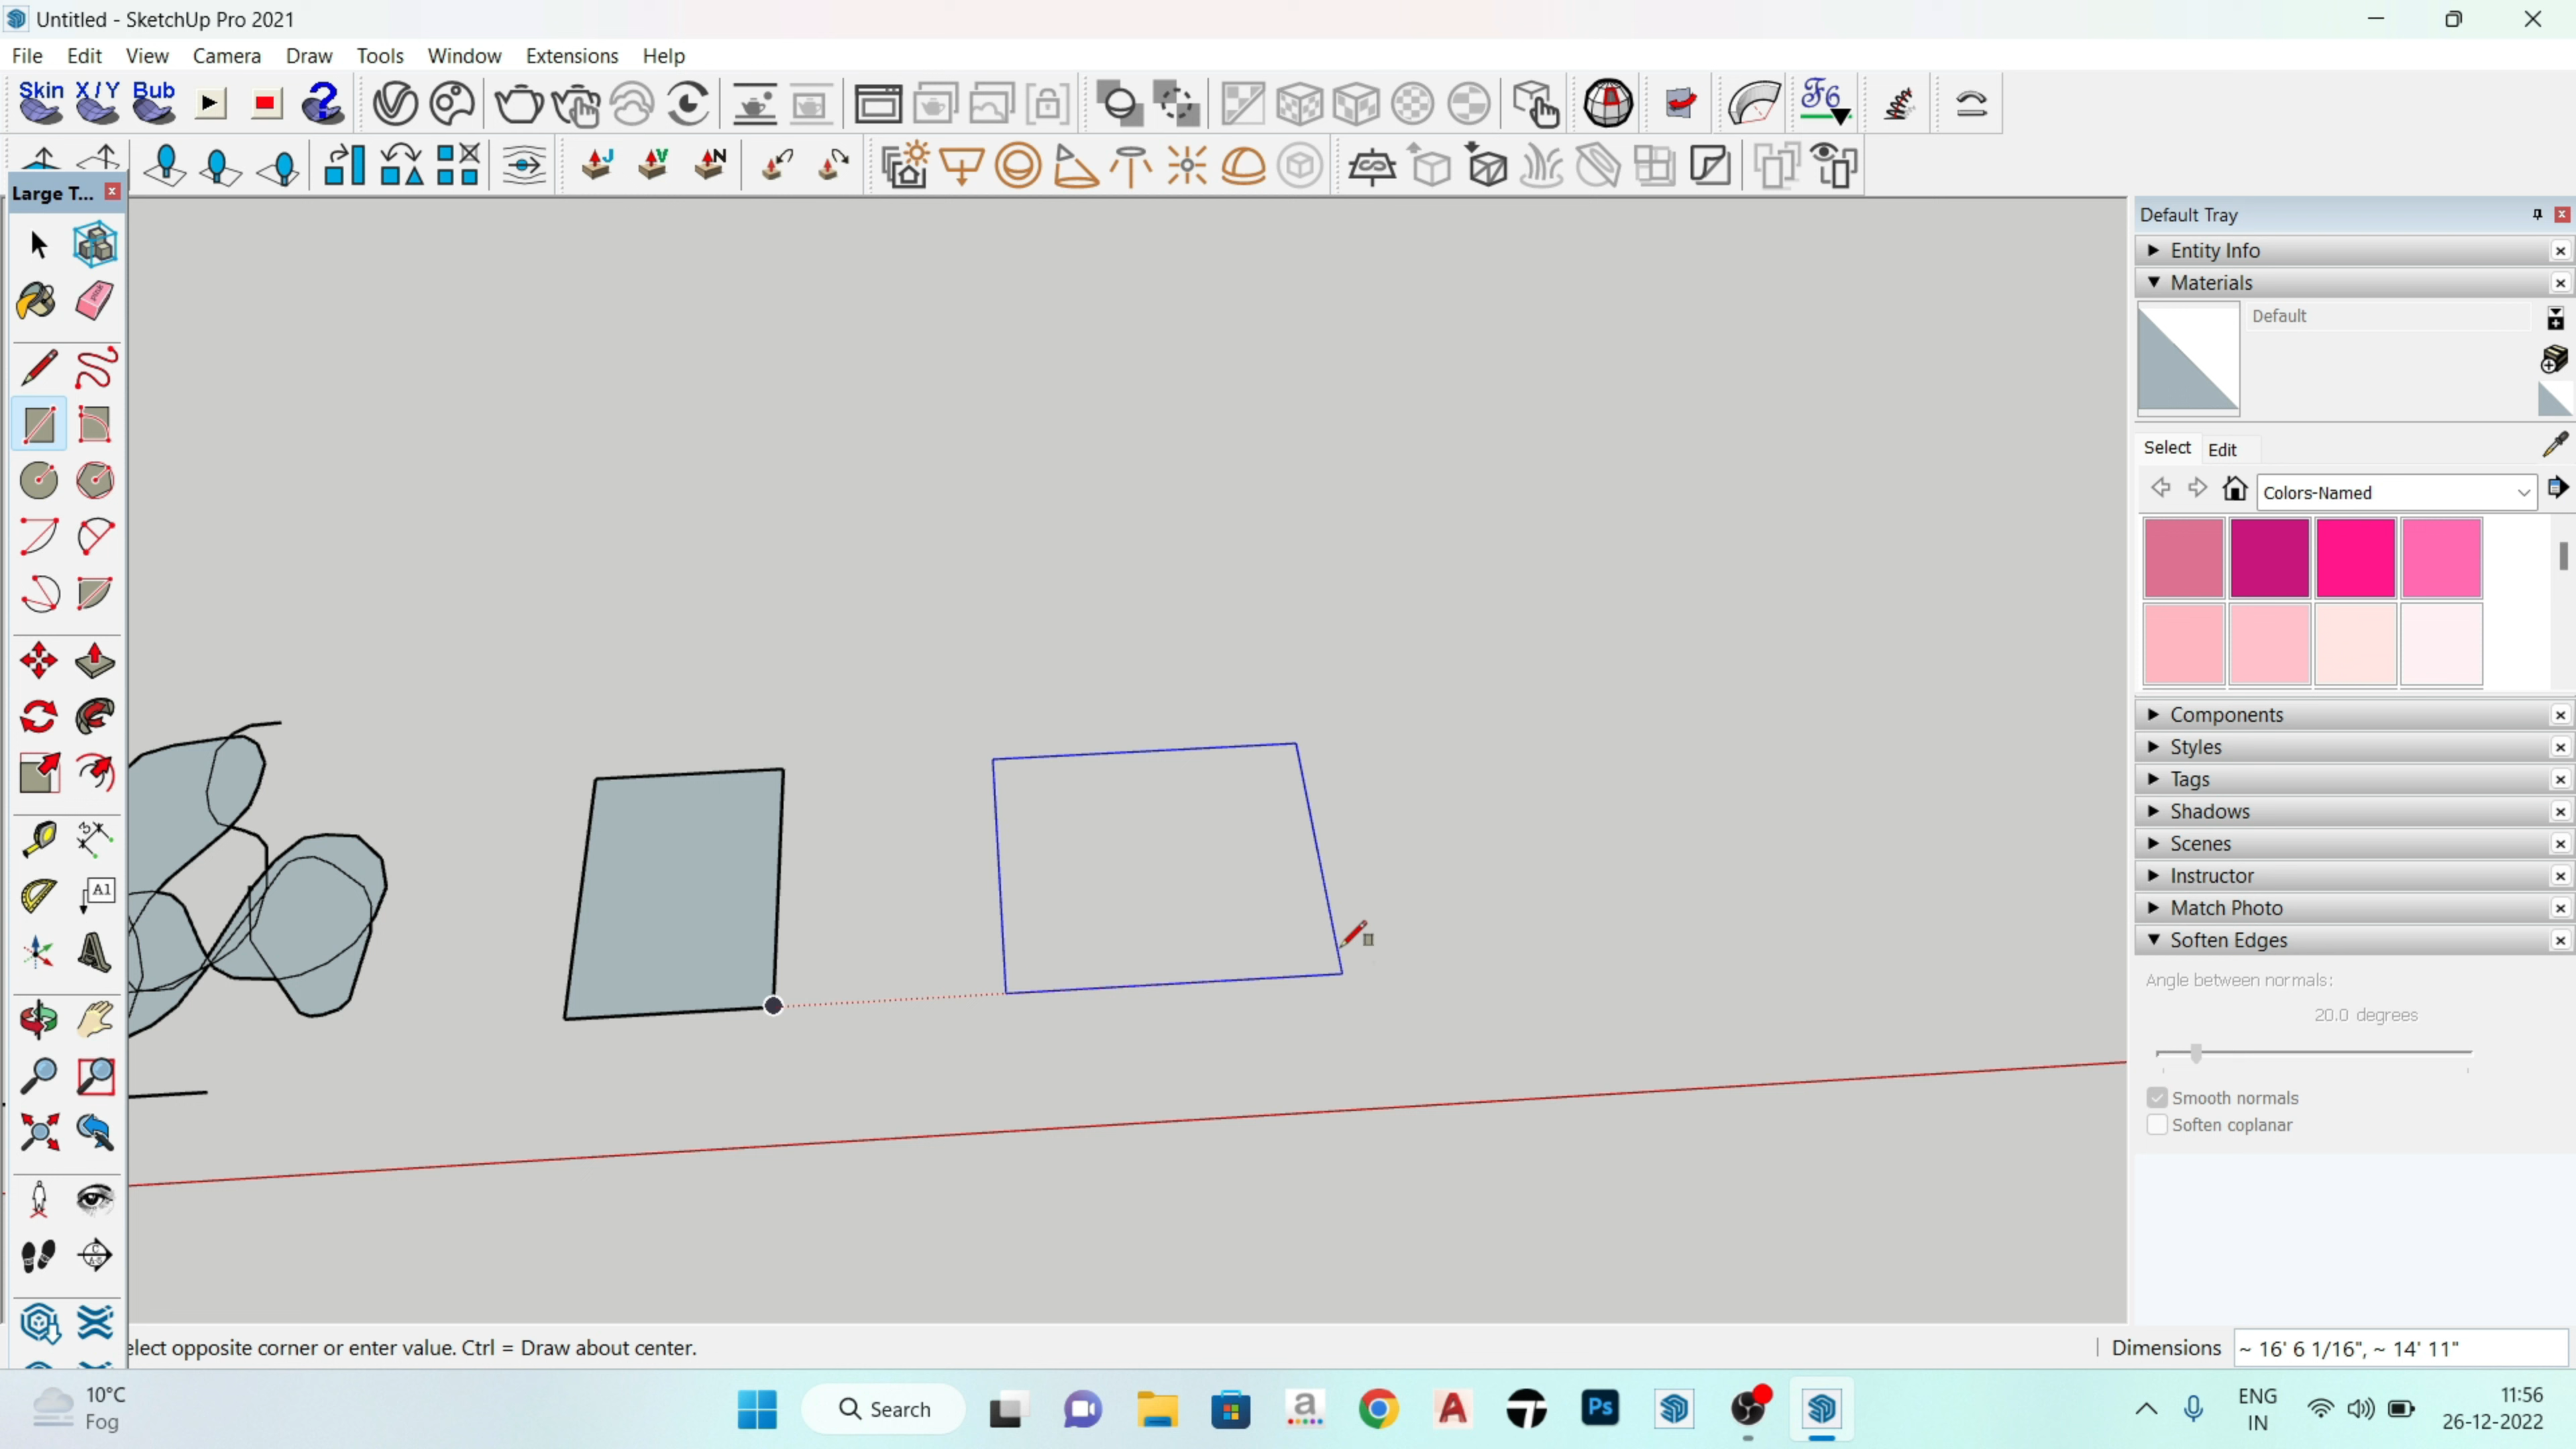 Untitled - SketchUp Pro 2021
File Edit View Camera Draw Tools Window Extensions Help
Skin X/Y Bub
F6
J V N
Large T...
Default Tray
Entity Info
Materials
Default
Select Edit
Colors-Named
A1
Components
Styles
Tags
Shadows
Scenes
Instructor
Match Photo
Soften Edges
Angle between normals:
20.0 degrees
Smooth normals
Soften coplanar
elect opposite corner or enter value. Ctrl = Draw about center.
Dimensions ~ 16' 6 1/16", ~ 14' 11"
10°C
Fog
Search
a
Ps
ENG
IN
11:56
26-12-2022